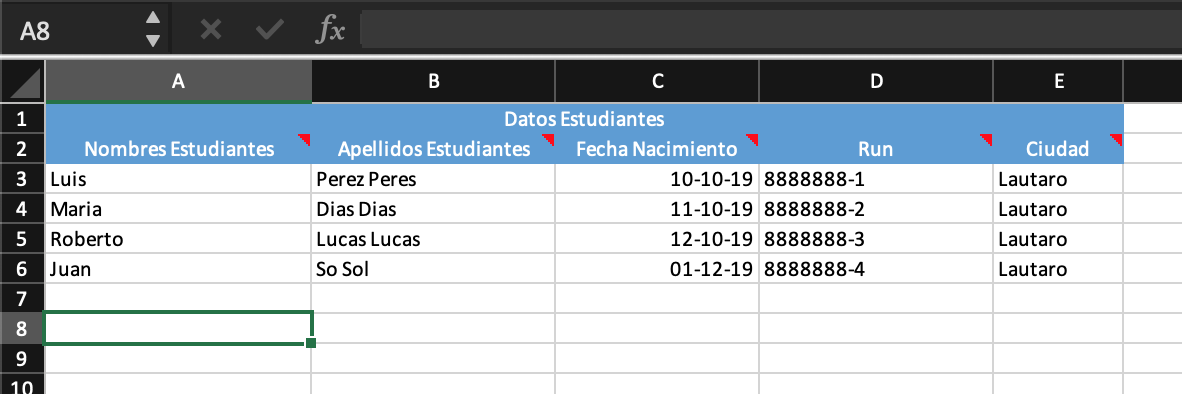 A8 fx
A B C D E
1 Datos Estudiantes
2 Nombres Estudiantes Apellidos Estudiantes Fecha Nacimiento Run Ciudad
3 Luis Perez Peres 10-10-19 8888888-1 Lautaro
4 Maria Dias Dias 11-10-19 8888888-2 Lautaro
5 Roberto Lucas Lucas 12-10-19 8888888-3 Lautaro
6 Juan So Sol 01-12-19 8888888-4 Lautaro
7
8
9
10